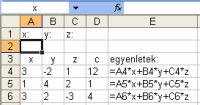 x fx
A B C D E
1 x: y: z:
2
3 x y z c egyenletek:
4 3 -2 1 12 =A4*x+B4*y+C4*z
5 1 4 2 1 =A5*x+B5*y+C5*z
6 3 2 -3 4 =A6*x+B6*y+C6*z